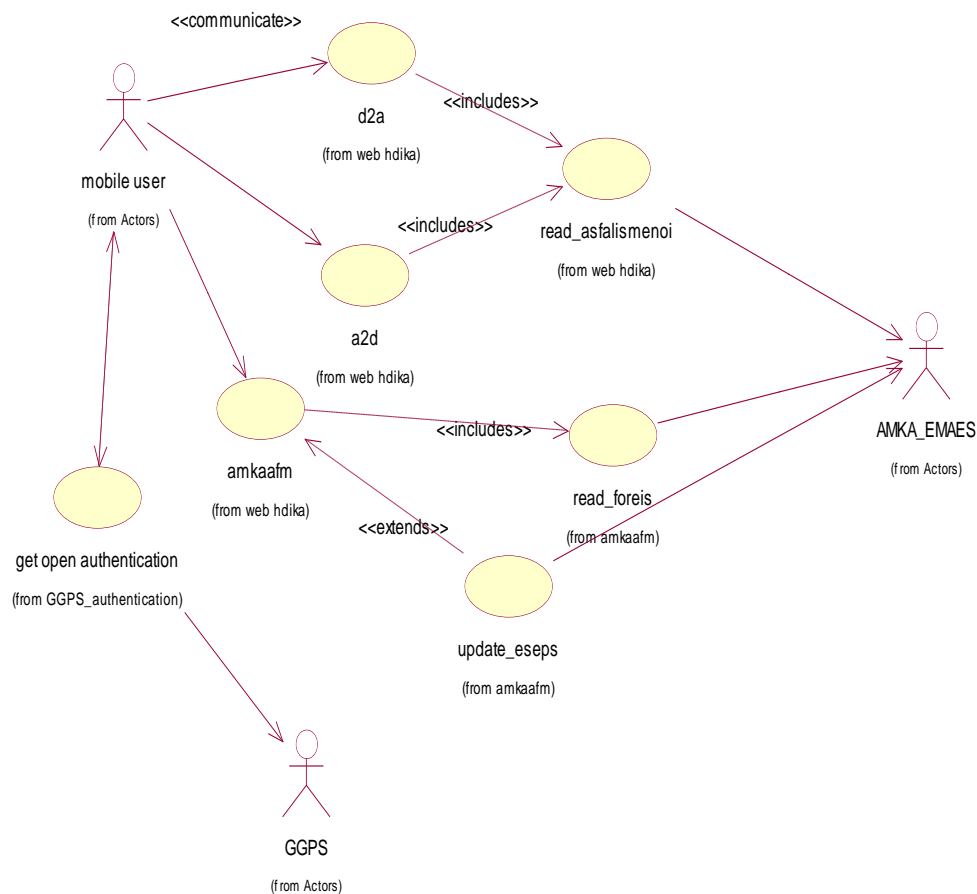 <<communicate>>
d2a
(from web hdika)
<<includes>>
mobile user
(from Actors)
read_asfalismenoi
(from web hdika)
<<includes>>
a2d
(from web hdika)
AMKA_EMAES
(from Actors)
amkaafm
(from web hdika)
<<includes>>
read_foreis
(from amkaafm)
<<extends>>
get open authentication
(from GGPS_authentication)
update_eseps
(from amkaafm)
GGPS
(from Actors)